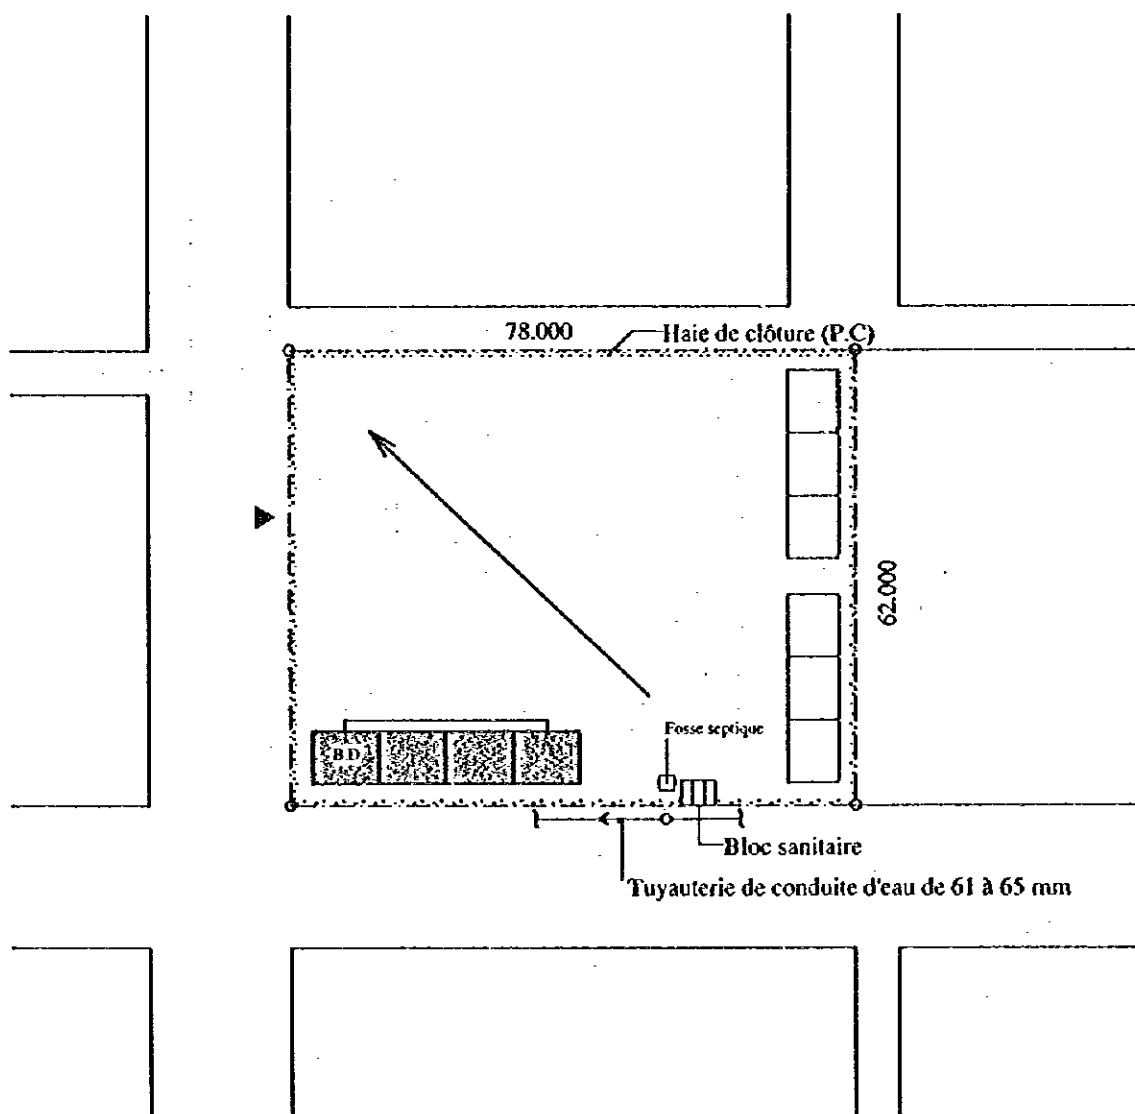 78.000
Haie de clôture (P.C)
62.000
Fosse septique
B.D
Bloc sanitaire
Tuyauterie de conduite d'eau de 61 à 65 mm